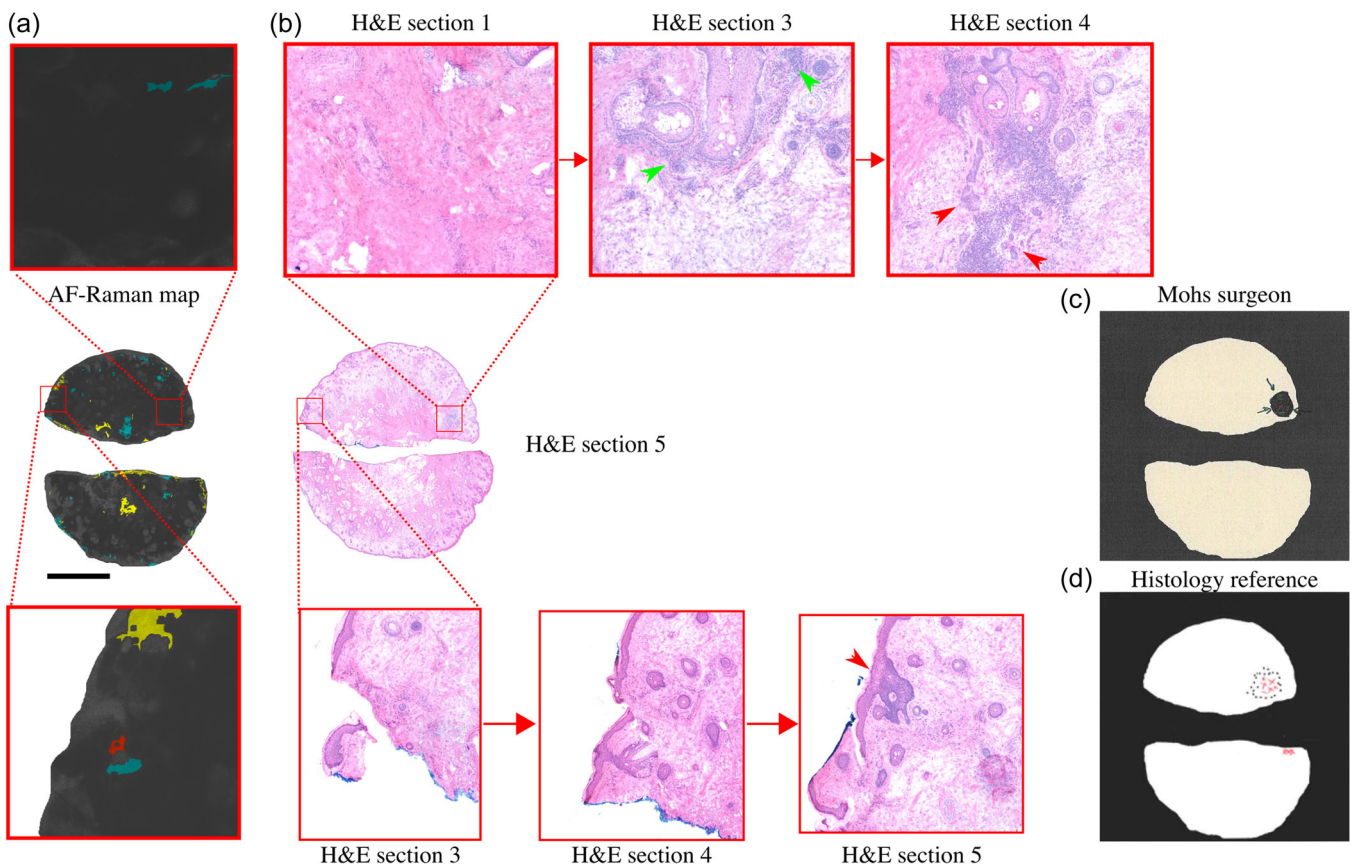 (a)
(b)
H&E section 1
H&E section 3
H&E section 4
AF-Raman map
(c)
Mohs surgeon
H&E section 5
(d)
Histology reference
H&E section 3
H&E section 4
H&E section 5